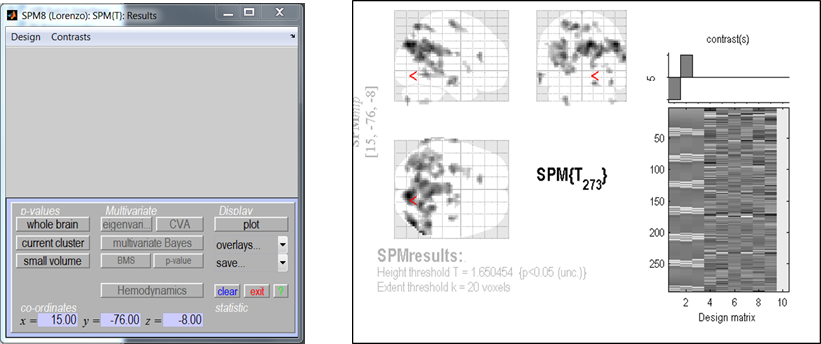 SPM8 (Lorenzo): SPM{T}: Results
Design Contrasts
p-values Multivariate Display
whole brain eigenvari... CVA plot
current cluster multivariate Bayes overlays...
small volume BMS p-value save...
Hemodynamics clear exit ?
co-ordinates statistic
x = 15.00 y = -76.00 z = -8.00
SPMmip
[15, -76, -8]
<
<
<
SPM{T273}
SPMresults:
Height threshold T = 1.650454 {p<0.05 (unc.)}
Extent threshold k = 20 voxels
contrast(s)
5
50
100
150
200
250
2 4 6 8 10
Design matrix